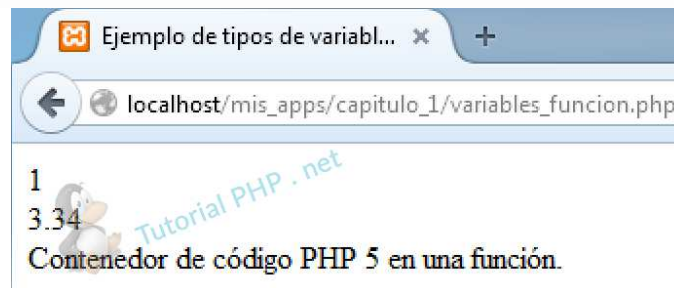 Ejemplo de tipos de variabl...
localhost/mis_apps/capitulo_1/variables_funcion.php
1
3.34
Tutorial PHP . net
Contenedor de código PHP 5 en una función.